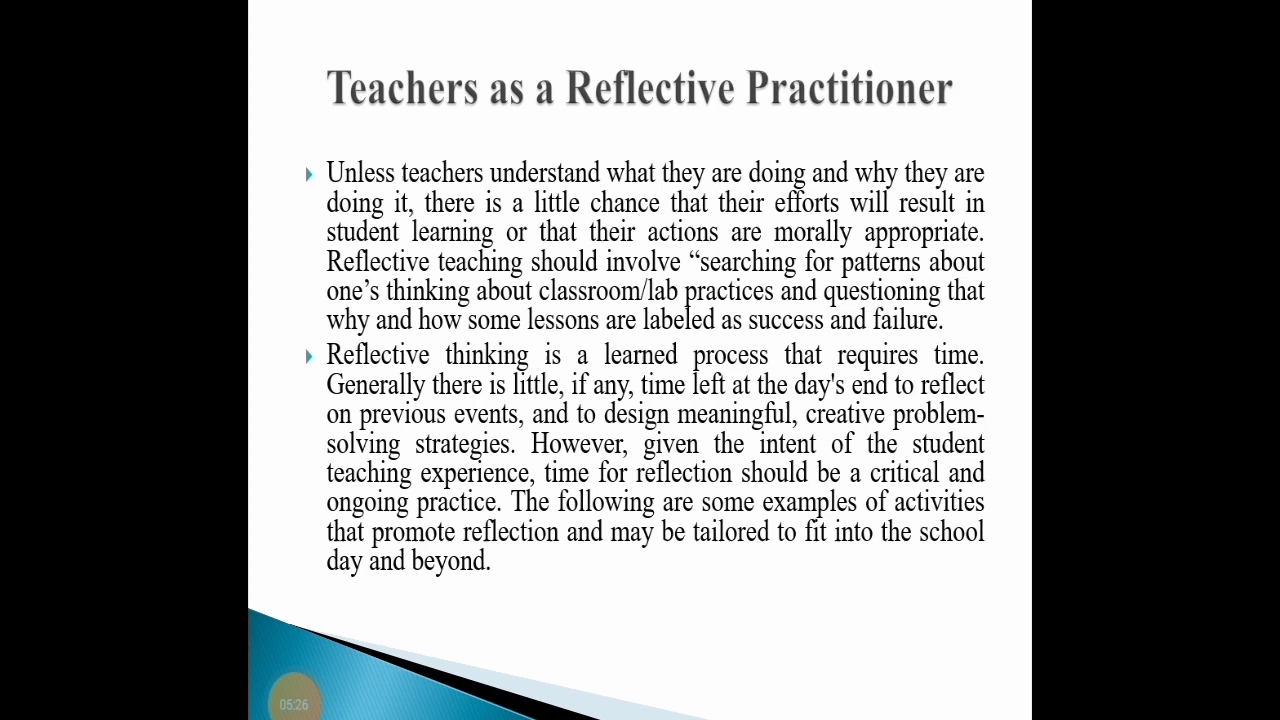 Teachers as a Reflective Practitioner
Unless teachers understand what they are doing and why they are
doing it, there is a little chance that their efforts will result in
student learning or that their actions are morally appropriate.
Reflective teaching should involve “searching for patterns about
one’s thinking about classroom/lab practices and questioning that
why and how some lessons are labeled as success and failure.
Reflective thinking is a learned process that requires time.
Generally there is little, if any, time left at the day's end to reflect
on previous events, and to design meaningful, creative problem-
solving strategies. However, given the intent of the student
teaching experience, time for reflection should be a critical and
ongoing practice. The following are some examples of activities
that promote reflection and may be tailored to fit into the school
day and beyond.
05:26